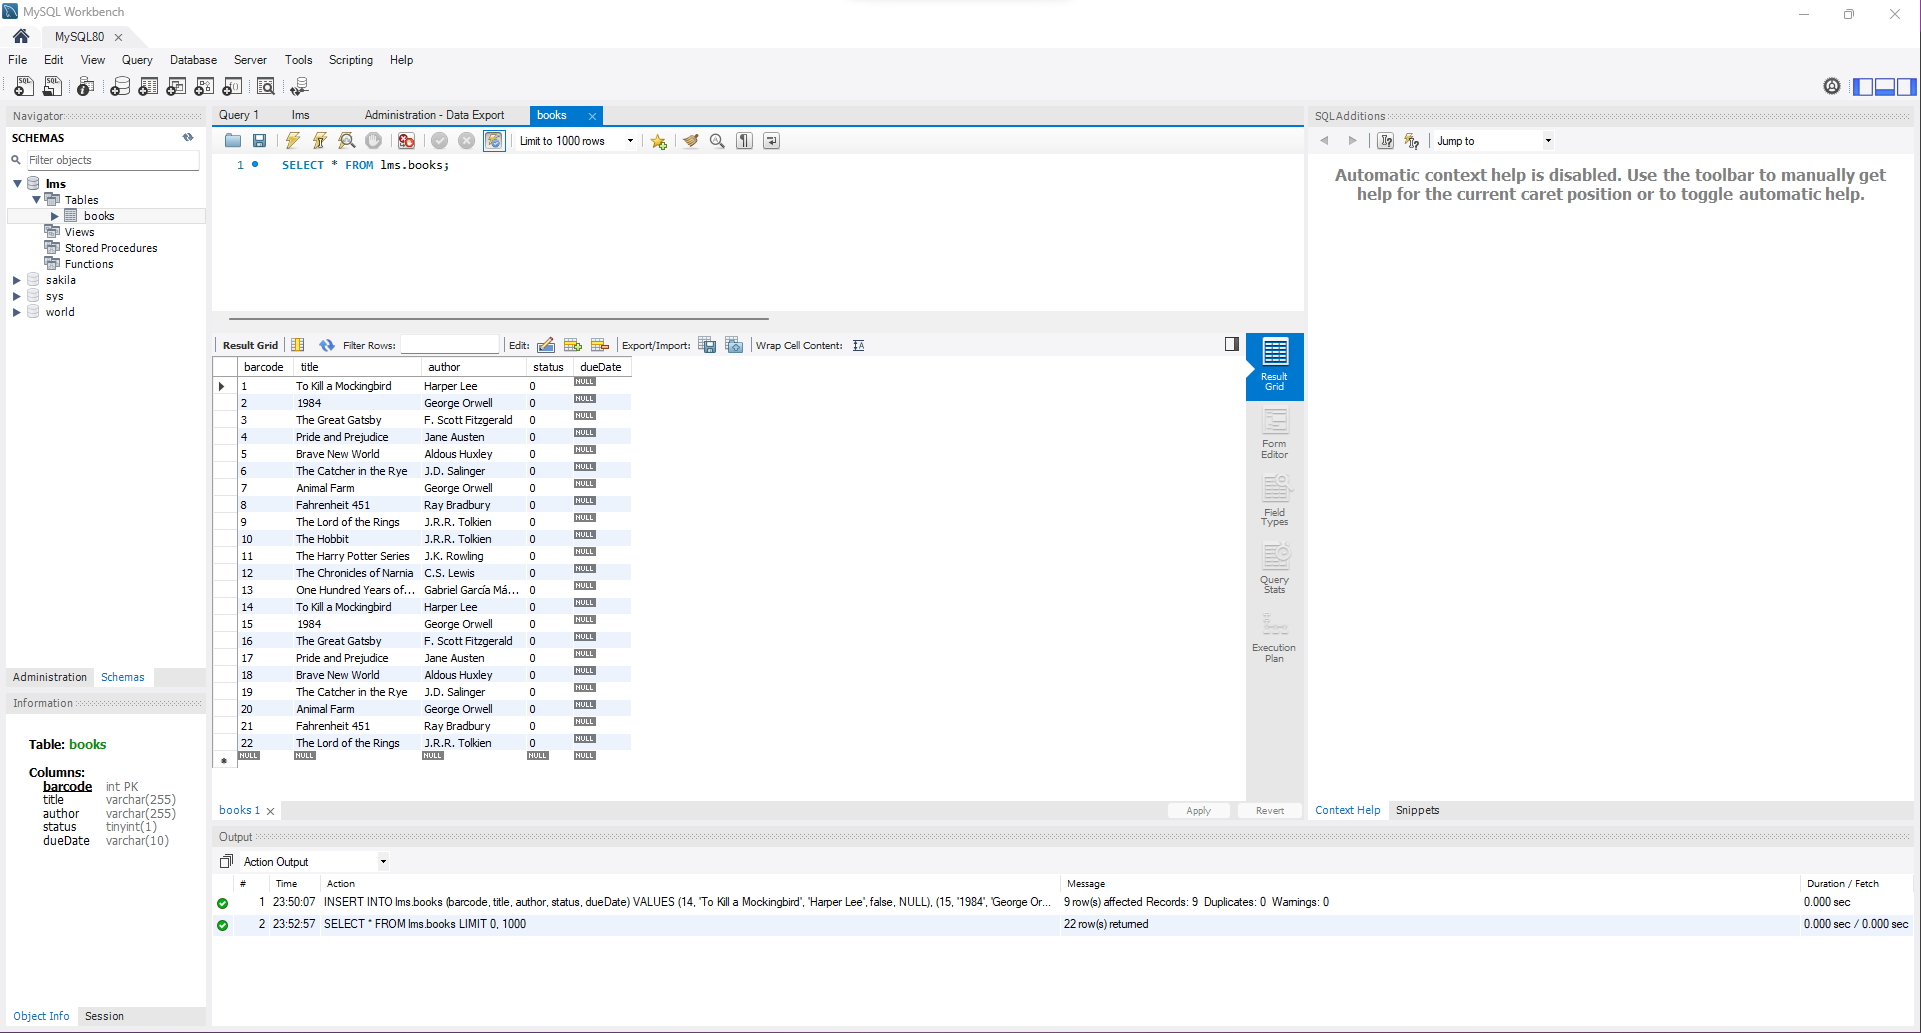 MySQL Workbench
MySQL80
File Edit View Query Database Server Tools Scripting Help
Navigator
SCHEMAS
Filter objects
lms
Tables
books
Views
Stored Procedures
Functions
sakila
sys
world
Administration Schemas
Information
Table: books
Columns:
barcode int PK
title varchar(255)
author varchar(255)
status tinyint(1)
dueDate varchar(10)
Object Info Session
Query 1 lms Administration - Data Export books
Limit to 1000 rows
1 SELECT * FROM lms.books;
Result Grid Filter Rows: Edit: Export/Import: Wrap Cell Content:
barcode title author status dueDate
1 To Kill a Mockingbird Harper Lee 0 NULL
2 1984 George Orwell 0 NULL
3 The Great Gatsby F. Scott Fitzgerald 0 NULL
4 Pride and Prejudice Jane Austen 0 NULL
5 Brave New World Aldous Huxley 0 NULL
6 The Catcher in the Rye J.D. Salinger 0 NULL
7 Animal Farm George Orwell 0 NULL
8 Fahrenheit 451 Ray Bradbury 0 NULL
9 The Lord of the Rings J.R.R. Tolkien 0 NULL
10 The Hobbit J.R.R. Tolkien 0 NULL
11 The Harry Potter Series J.K. Rowling 0 NULL
12 The Chronicles of Narnia C.S. Lewis 0 NULL
13 One Hundred Years of... Gabriel García Má... 0 NULL
14 To Kill a Mockingbird Harper Lee 0 NULL
15 1984 George Orwell 0 NULL
16 The Great Gatsby F. Scott Fitzgerald 0 NULL
17 Pride and Prejudice Jane Austen 0 NULL
18 Brave New World Aldous Huxley 0 NULL
19 The Catcher in the Rye J.D. Salinger 0 NULL
20 Animal Farm George Orwell 0 NULL
21 Fahrenheit 451 Ray Bradbury 0 NULL
22 The Lord of the Rings J.R.R. Tolkien 0 NULL
NULL NULL NULL NULL NULL
Result
Grid
Form
Editor
Field
Types
Query
Stats
Execution
Plan
books 1 Apply Revert
SQLAdditions
Jump to
Automatic context help is disabled. Use the toolbar to manually get
help for the current caret position or to toggle automatic help.
Context Help Snippets
Output
Action Output
# Time Action Message Duration / Fetch
1 23:50:07 INSERT INTO lms.books (barcode, title, author, status, dueDate) VALUES (14, 'To Kill a Mockingbird', 'Harper Lee', false, NULL), (15, '1984', 'George Or... 9 row(s) affected Records: 9 Duplicates: 0 Warnings: 0 0.000 sec
2 23:52:57 SELECT * FROM lms.books LIMIT 0, 1000 22 row(s) returned 0.000 sec / 0.000 sec